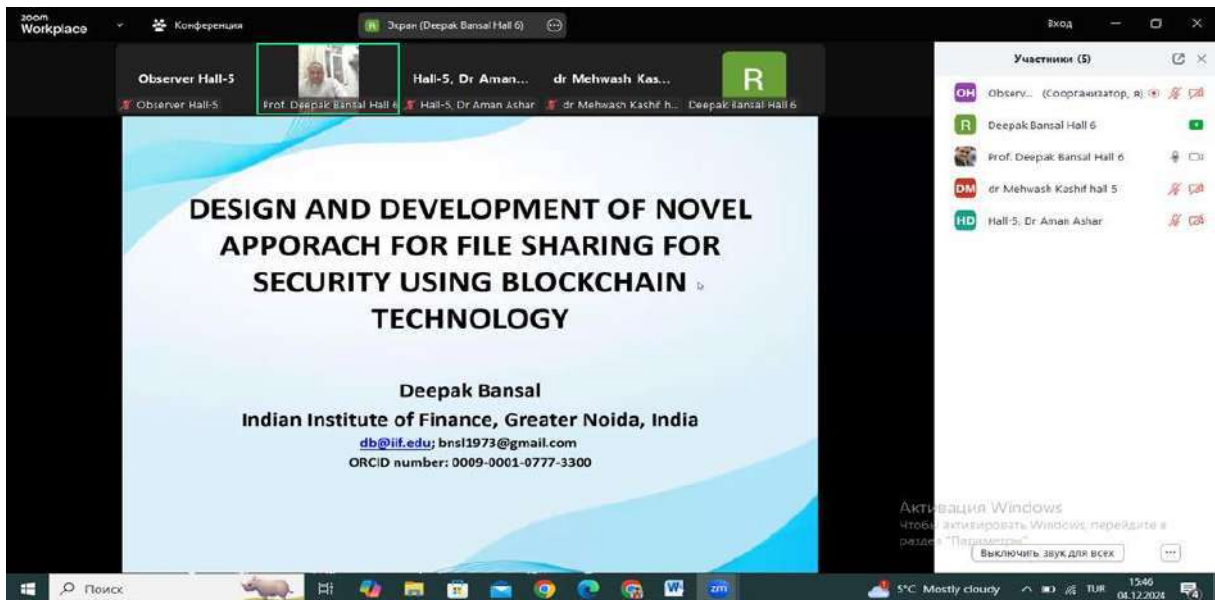 zoom
Workplace
Конференция
R Экран (Deepak Bansal Hall 6)
Вход
Observer Hall-5
Hall-5, Dr Aman...
dr Mehwash Kas...
R
Observer Hall-5
Prof. Deepak Bansal Hall 6
Hall-5, Dr Aman Ashar
dr Mehwash Kashif h...
Deepak Bansal Hall 6
DESIGN AND DEVELOPMENT OF NOVEL
APPORACH FOR FILE SHARING FOR
SECURITY USING BLOCKCHAIN
TECHNOLOGY
Deepak Bansal
Indian Institute of Finance, Greater Noida, India
db@iif.edu; bnsl1973@gmail.com
ORCID number: 0009-0001-0777-3300
Участники (5)
OH Observ... (Соорганизатор, я)
R Deepak Bansal Hall 6
Prof. Deepak Bansal Hall 6
DM dr Mehwash Kashif hall 5
HD Hall-5, Dr Aman Ashar
Активация Windows
Чтобы активировать Windows, перейдите в
раздел "Параметры".
Выключить звук для всех
Поиск
W
zm
5°C Mostly cloudy
TUR
15:46
04.12.2024